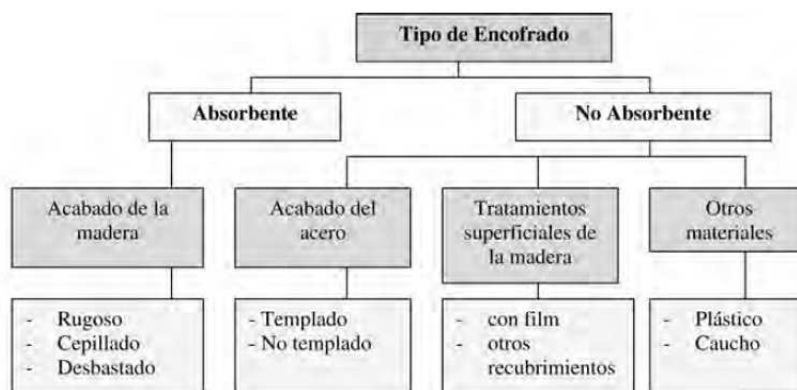 Tipo de Encofrado
Absorbente
No Absorbente
Acabado de la
madera
Acabado del
acero
Tratamientos
superficiales de
la madera
Otros
materiales
- Rugoso
- Cepillado
- Desbastado
- Templado
- No templado
- con film
- otros
recubrimientos
- Plástico
- Caucho